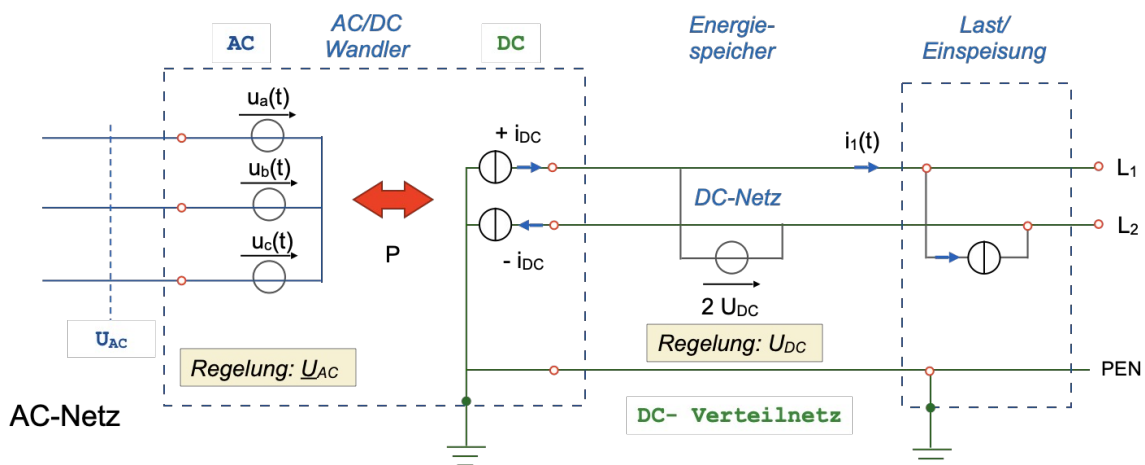 AC
AC/DC
Wandler
DC
Energie-
speicher
Last/
Einspeisung
ua(t)
ub(t)
uc(t)
P
+ iDC
- iDC
i1(t)
DC-Netz
2 UDC
L1
L2
UAC
Regelung: UAC
Regelung: UDC
PEN
AC-Netz
DC- Verteilnetz